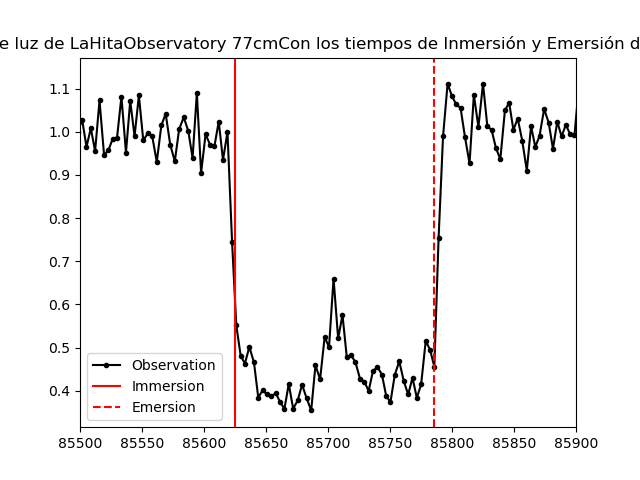 e luz de LaHitaObservatory 77cmCon los tiempos de Inmersión y Emersión d
1.1
1.0
0.9
0.8
0.7
0.6
0.5
0.4
Observation
Immersion
Emersion
85500 85550 85600 85650 85700 85750 85800 85850 85900